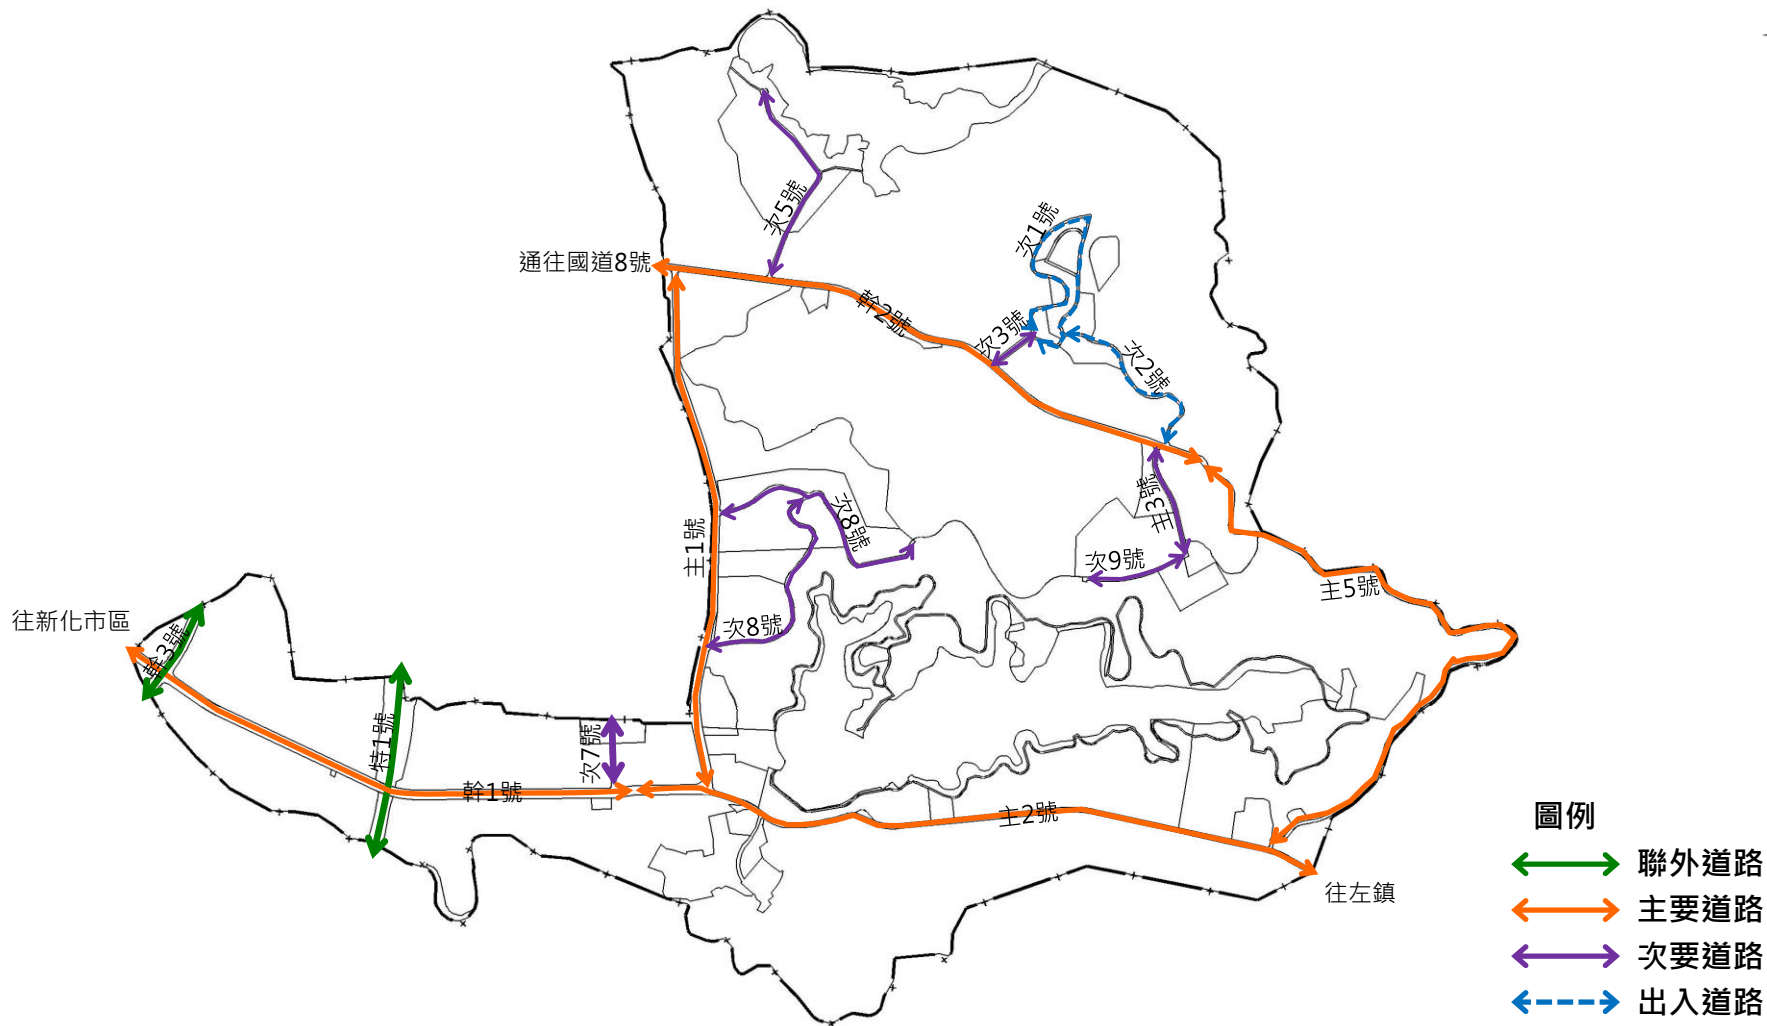 次5號
次1號
通往國道8號
幹2號
次3號
次2號
主3號
次8號
主1號
次9號
主5號
往新化市區
幹3號
次8號
特1號
次7號
幹1號
主2號
往左鎮
圖例
聯外道路
主要道路
次要道路
出入道路